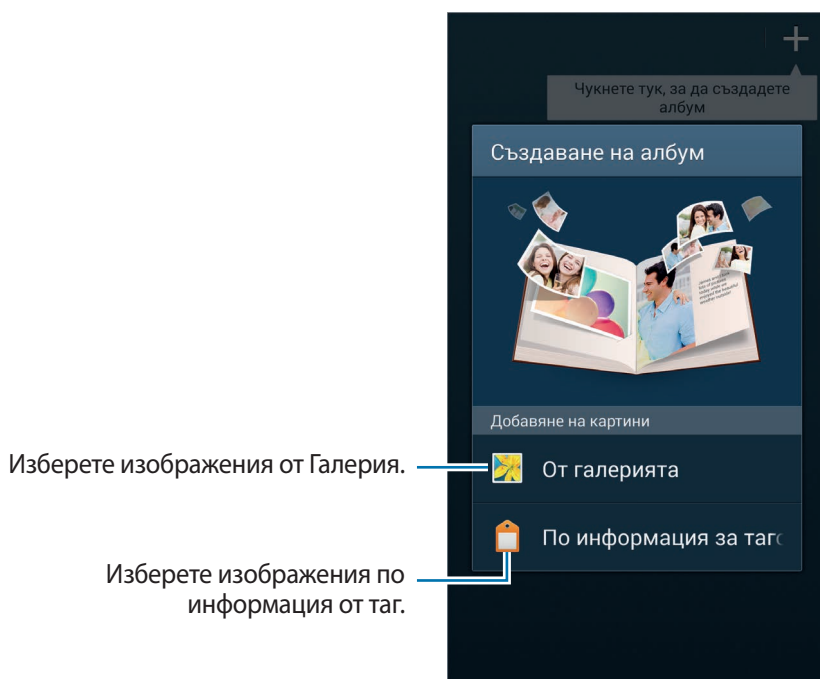 Чукнете тук, за да създадете
албум
Създаване на албум
Добавяне на картини
Изберете изображения от Галерия.
От галерията
Изберете изображения по
информация от таг.
По информация за таг